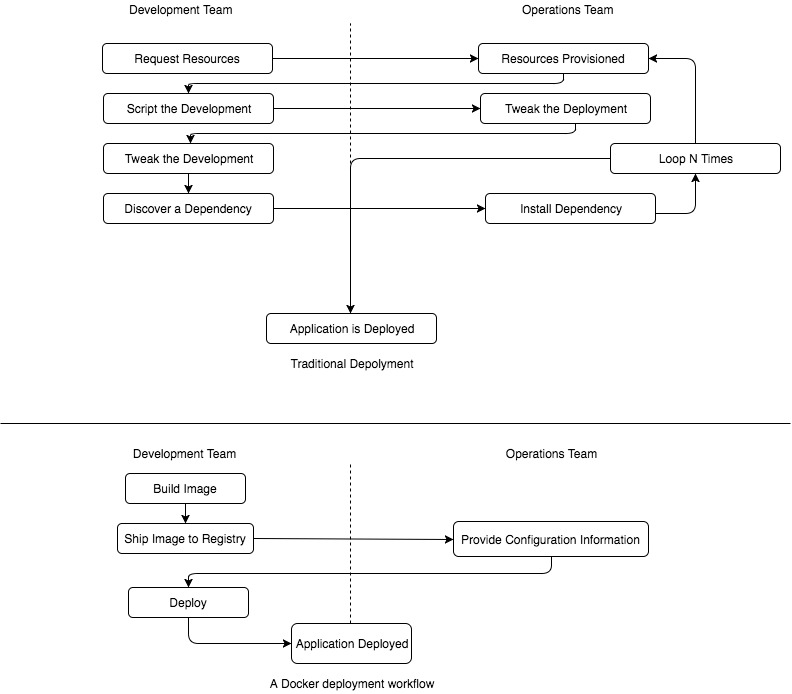 Development Team
Operations Team
Request Resources
Resources Provisioned
Script the Development
Tweak the Deployment
Tweak the Development
Loop N Times
Discover a Dependency
Install Dependency
Application is Deployed
Traditional Depolyment
Development Team
Operations Team
Build Image
Ship Image to Registry
Provide Configuration Information
Deploy
Application Deployed
A Docker deployment workflow